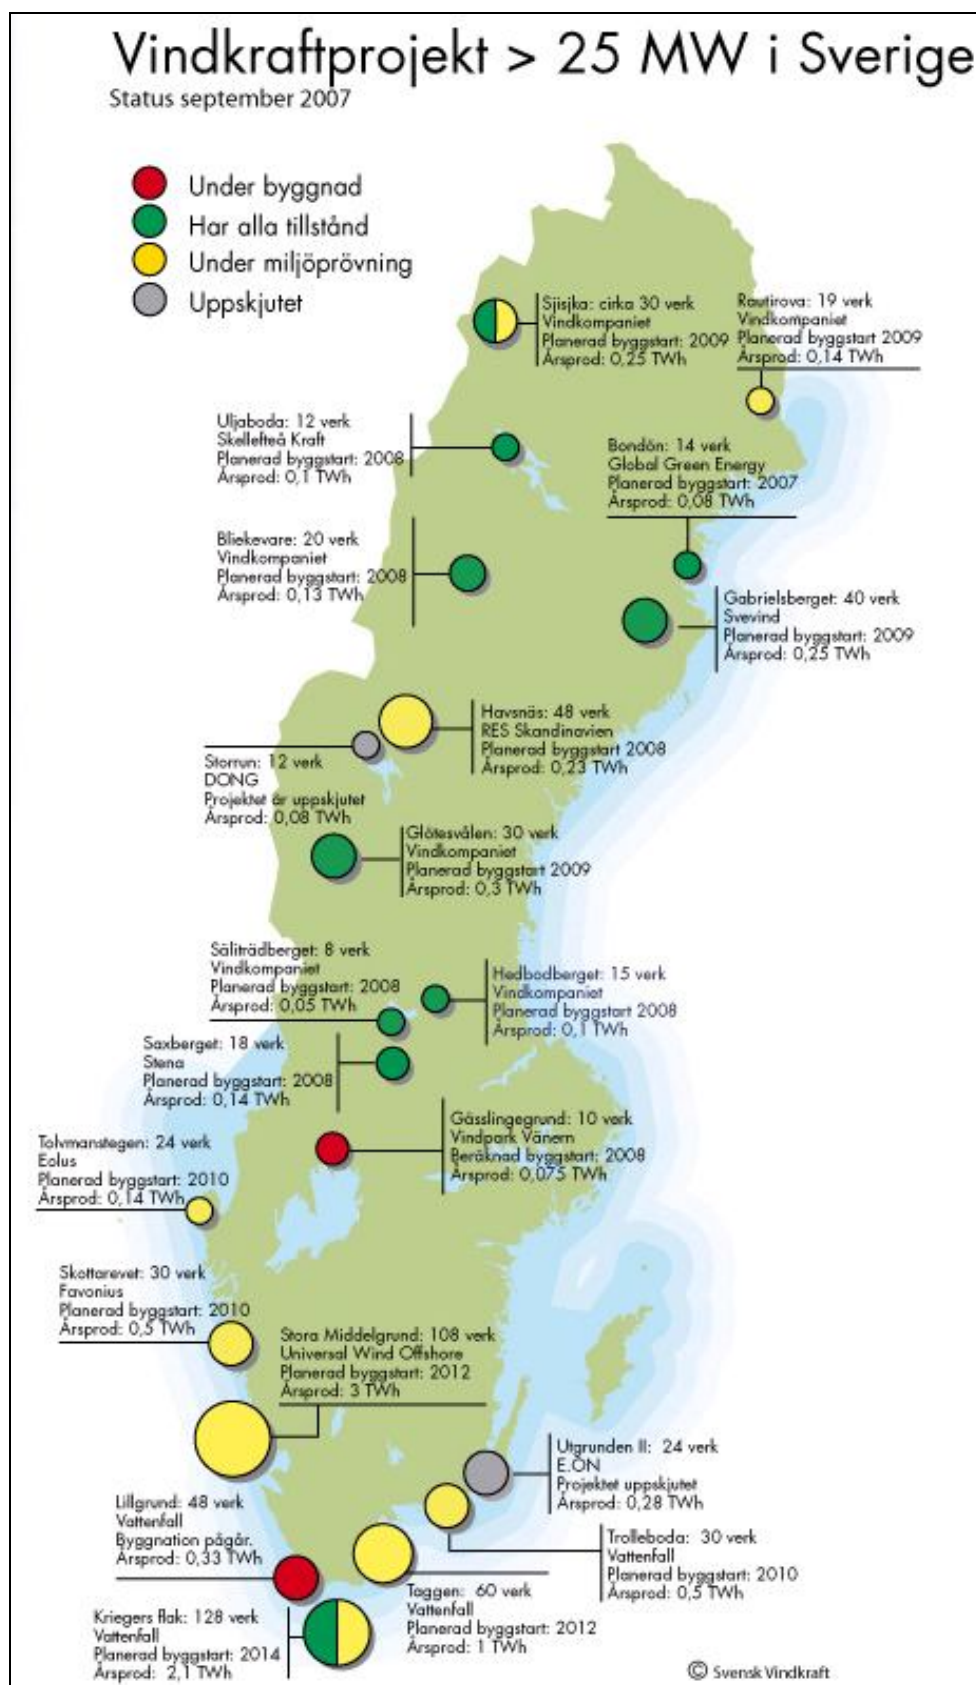 Vindkraftprojekt > 25 MW i Sverige
Status september 2007
Under byggnad
Har alla tillstånd
Under miljöprövning
Uppskjutet
Sjisjka: cirka 30 verk
Vindkompaniet
Planerad byggstart: 2009
Årsprod: 0,25 TWh
Rautirova: 19 verk
Vindkompaniet
Planerad byggstart: 2009
Årsprod: 0,14 TWh
Uljaboda: 12 verk
Skellefteå Kraft
Planerad byggstart: 2008
Årsprod: 0,1 TWh
Bondön: 14 verk
Global Green Energy
Planerad byggstart: 2007
Årsprod: 0,08 TWh
Bliekevare: 20 verk
Vindkompaniet
Planerad byggstart: 2008
Årsprod: 0,13 TWh
Gabrielsberget: 40 verk
Svevind
Planerad byggstart: 2009
Årsprod: 0,25 TWh
Havsnäs: 48 verk
RES Skandinavien
Planerad byggstart 2008
Årsprod: 0,23 TWh
Storrun: 12 verk
DONG
Projektet är uppskjutet
Årsprod: 0,08 TWh
Glötesvålen: 30 verk
Vindkompaniet
Planerad byggstart 2009
Årsprod: 0,3 TWh
Säliträdberget: 8 verk
Vindkompaniet
Planerad byggstart: 2008
Årsprod: 0,05 TWh
Hedbodberget: 15 verk
Vindkompaniet
Planerad byggstart 2008
Årsprod: 0,1 TWh
Saxberget: 18 verk
Stena
Planerad byggstart: 2008
Årsprod: 0,14 TWh
Gässlingegrund: 10 verk
Vindpark Vänern
Beräknad byggstart: 2008
Årsprod: 0,075 TWh
Tolvmanstegen: 24 verk
Eolus
Planerad byggstart: 2010
Årsprod: 0,14 TWh
Skottarevet: 30 verk
Favonius
Planerad byggstart: 2010
Årsprod: 0,5 TWh
Stora Middelgrund: 108 verk
Universal Wind Offshore
Planerad byggstart: 2012
Årsprod: 3 TWh
Utgrunden II: 24 verk
E.ON
Projektet uppskjutet
Årsprod: 0,28 TWh
Lillgrund: 48 verk
Vattenfall
Byggnation pågår.
Årsprod: 0,33 TWh
Trolleboda: 30 verk
Vattenfall
Planerad byggstart: 2010
Årsprod: 0,5 TWh
Taggen: 60 verk
Vattenfall
Planerad byggstart: 2012
Årsprod: 1 TWh
Kriegers flak: 128 verk
Vattenfall
Planerad byggstart: 2014
Årsprod: 2,1 TWh
© Svensk Vindkraft